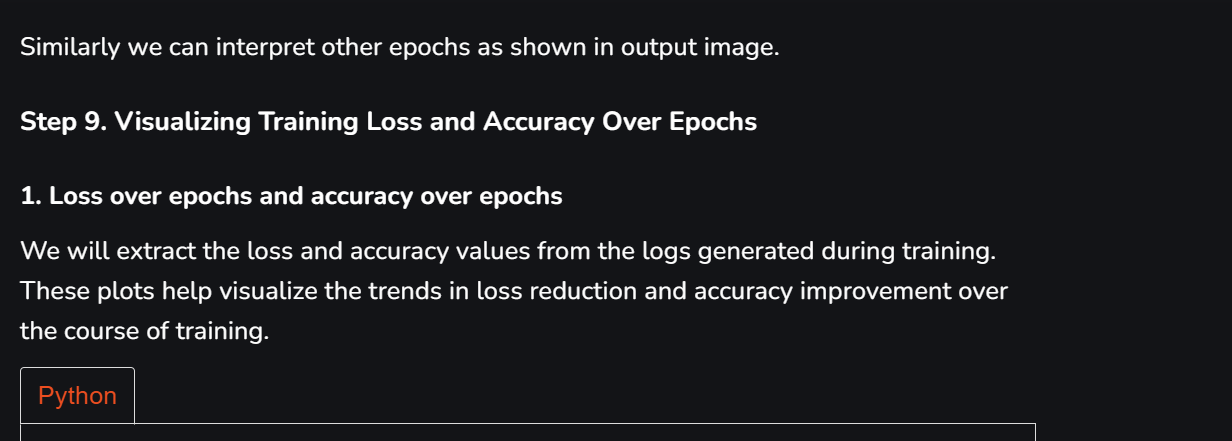 Similarly we can interpret other epochs as shown in output image.
Step 9. Visualizing Training Loss and Accuracy Over Epochs
1. Loss over epochs and accuracy over epochs
We will extract the loss and accuracy values from the logs generated during training.
These plots help visualize the trends in loss reduction and accuracy improvement over
the course of training.
Python